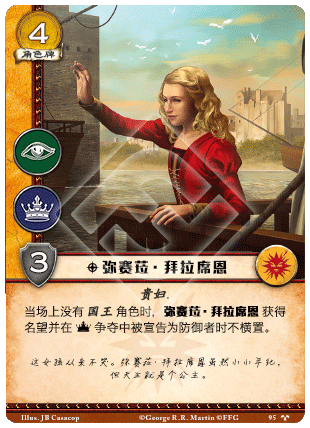 4
角色牌
3
弥赛菈·拜拉席恩
贵妇.
当场上没有 国王 角色时，弥赛菈·拜拉席恩 获得
名望并在 争夺中被宣告为防御者时不横置。
这女孩从来不哭。弥赛菈·拜拉席恩虽然小小年纪，
但天生就是个公主。
Illus. JB Casacop ©George R.R. Martin ©FFG 95